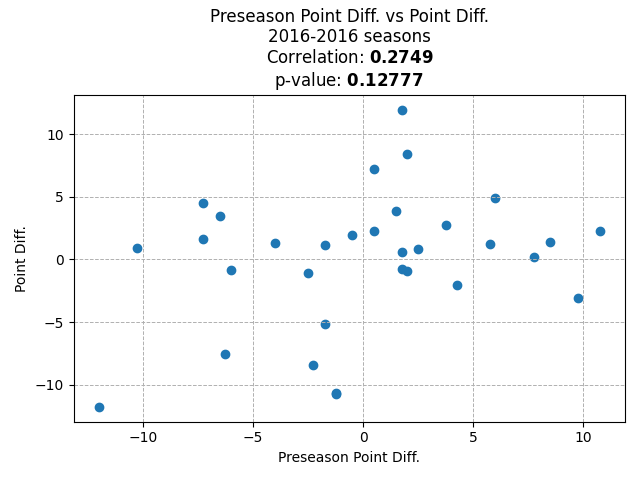 Preseason Point Diff. vs Point Diff.
2016-2016 seasons
Correlation: 0.2749
p-value: 0.12777
Point Diff.
10
5
0
−5
−10
−10
−5
0
5
10
Preseason Point Diff.